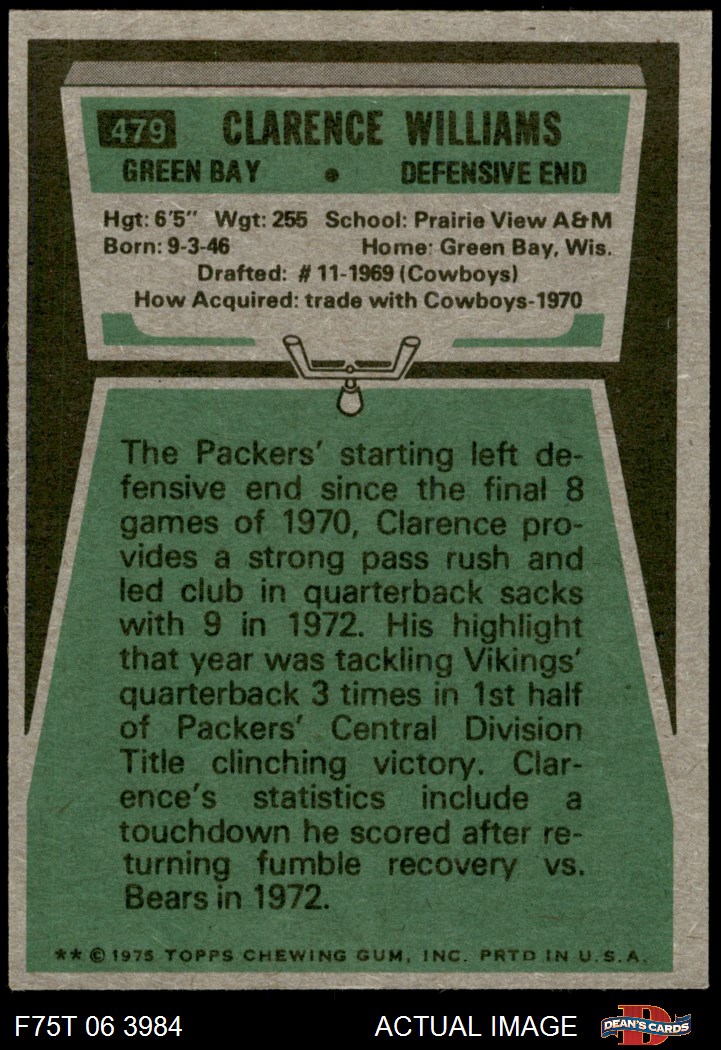 479 CLARENCE WILLIAMS
GREEN BAY • DEFENSIVE END
Hgt: 6'5" Wgt: 255 School: Prairie View A&M
Born: 9-3-46 Home: Green Bay, Wis.
Drafted: #11-1969 (Cowboys)
How Acquired: trade with Cowboys-1970
The Packers' starting left de-
fensive end since the final 8
games of 1970, Clarence pro-
vides a strong pass rush and
led club in quarterback sacks
with 9 in 1972. His highlight
that year was tackling Vikings'
quarterback 3 times in 1st half
of Packers' Central Division
Title clinching victory. Clar-
ence's statistics include a
touchdown he scored after re-
turning fumble recovery vs.
Bears in 1972.
** © 1975 TOPPS CHEWING GUM, INC. PRTD IN U.S.A.
F75T 06 3984 ACTUAL IMAGE D DEAN'S CARDS